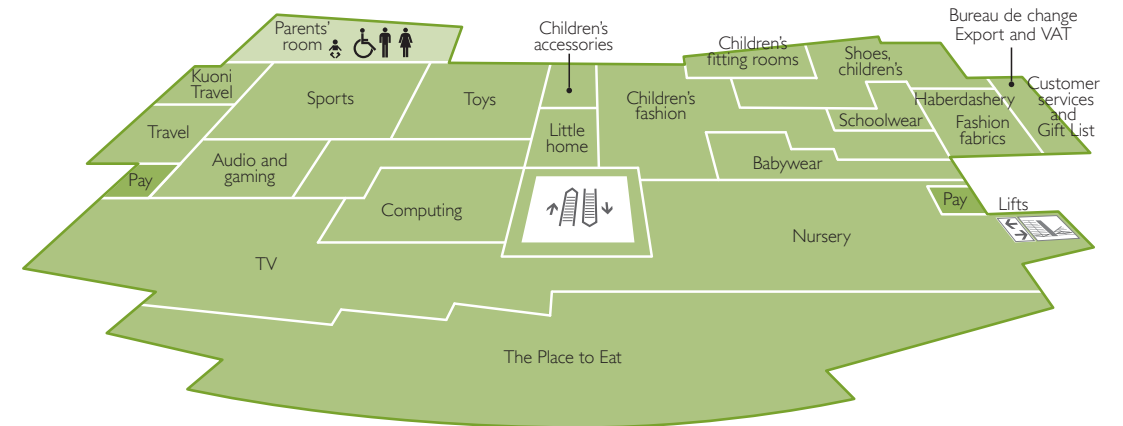 Parents'
room
Children's
accessories
Bureau de change
Export and VAT
Children's
fitting rooms
Shoes,
children's
Kuoni
Travel
Sports
Toys
Children's
fashion
Haberdashery
Customer
services
and
Gift List
Travel
Little
home
Schoolwear
Fashion
fabrics
Audio and
gaming
Babywear
Pay
Computing
Pay
Lifts
Nursery
TV
The Place to Eat